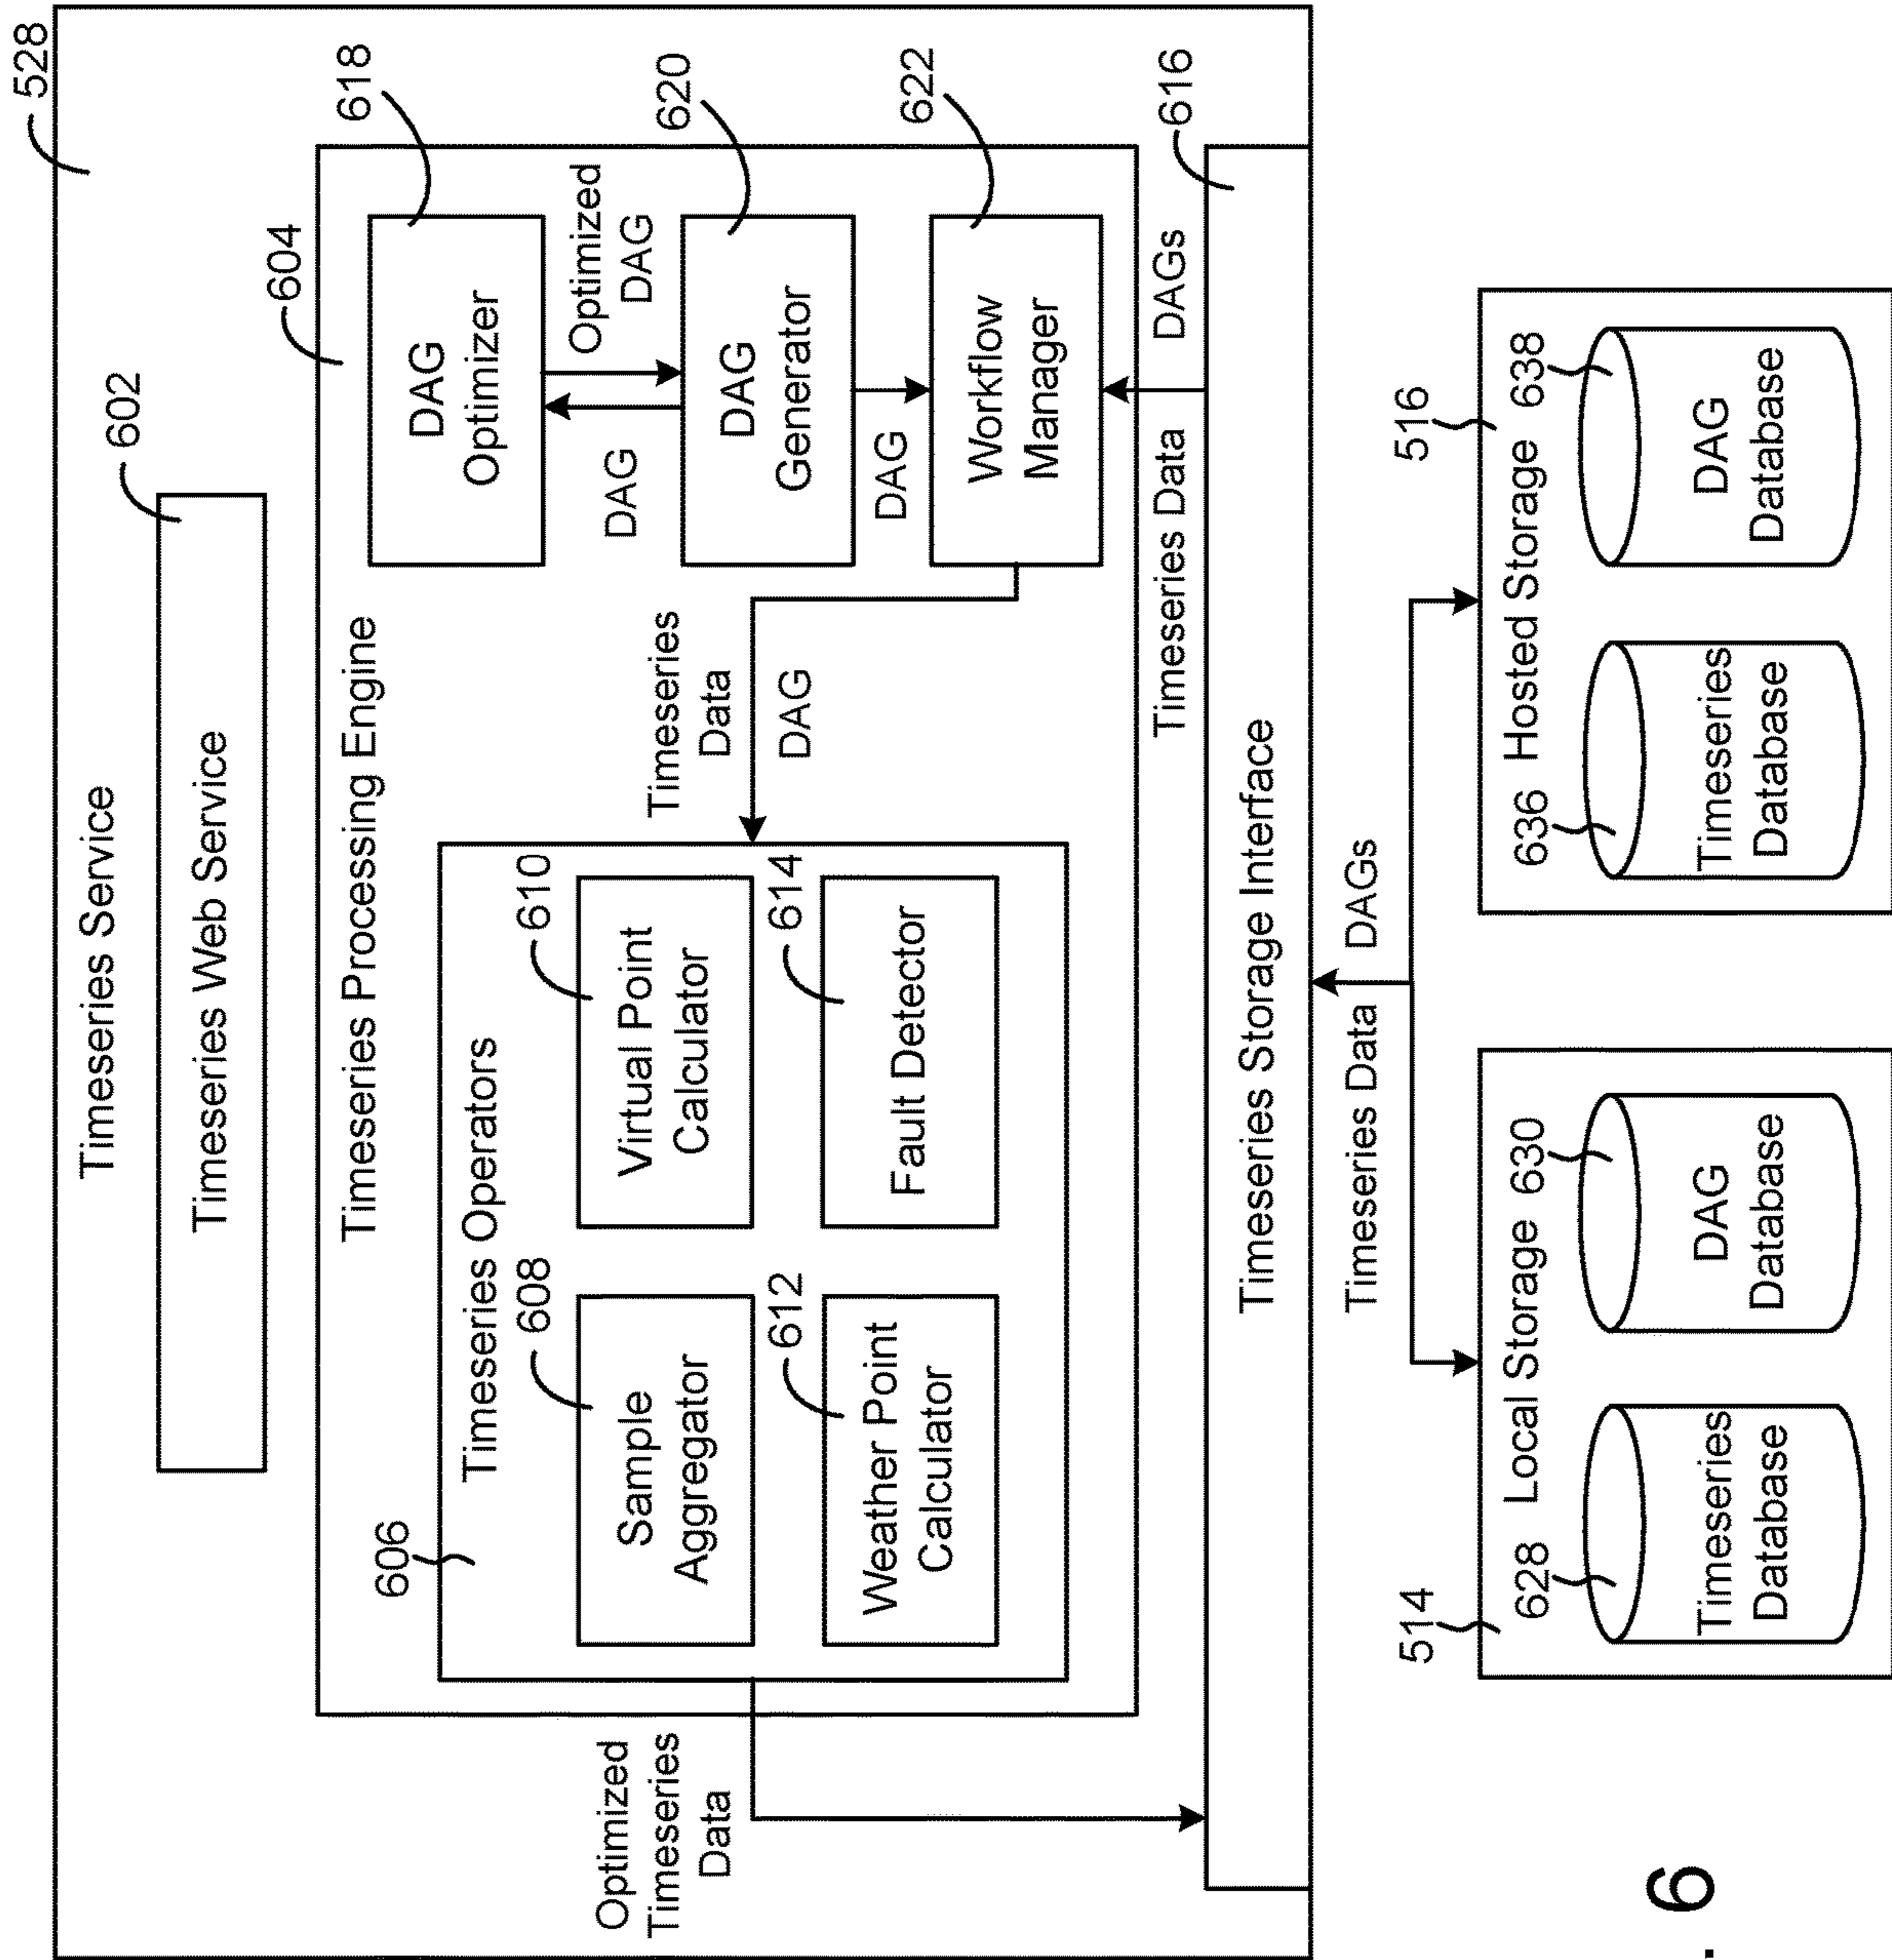 528
Timeseries Service
602
Timeseries Web Service
604
Timeseries Processing Engine
606
Timeseries Operators
608
Sample
Aggregator
610
Virtual Point
Calculator
612
Weather Point
Calculator
614
Fault Detector
618
DAG
Optimizer
DAG
Optimized
DAG
620
DAG
Generator
DAG
622
Workflow
Manager
Timeseries
Data
DAG
Optimized
Timeseries
Data
Timeseries Data
DAGs
616
Timeseries Storage Interface
Timeseries Data
DAGs
514
Local Storage
628
Timeseries
Database
630
DAG
Database
516
Hosted Storage
636
Timeseries
Database
638
DAG
Database
. 6